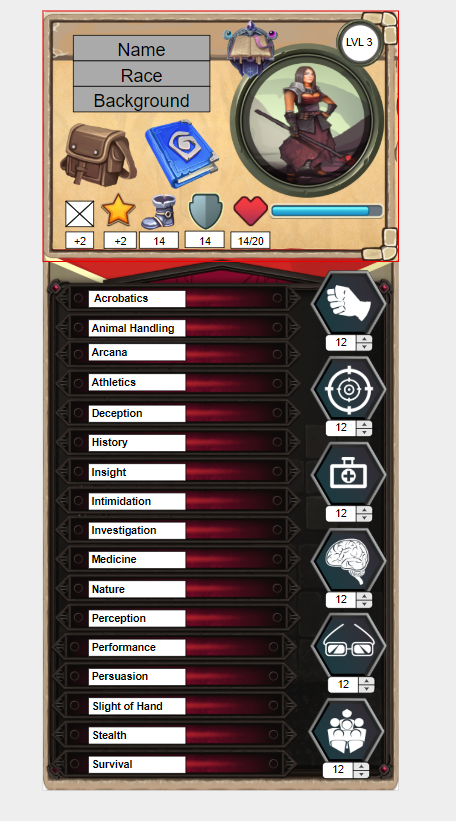 LVL 3
Name
Race
Background
+2
+2
14
14
14/20
Acrobatics
Animal Handling
Arcana
Athletics
Deception
History
Insight
Intimidation
Investigation
Medicine
Nature
Perception
Performance
Persuasion
Slight of Hand
Stealth
Survival
12
12
12
12
12
12